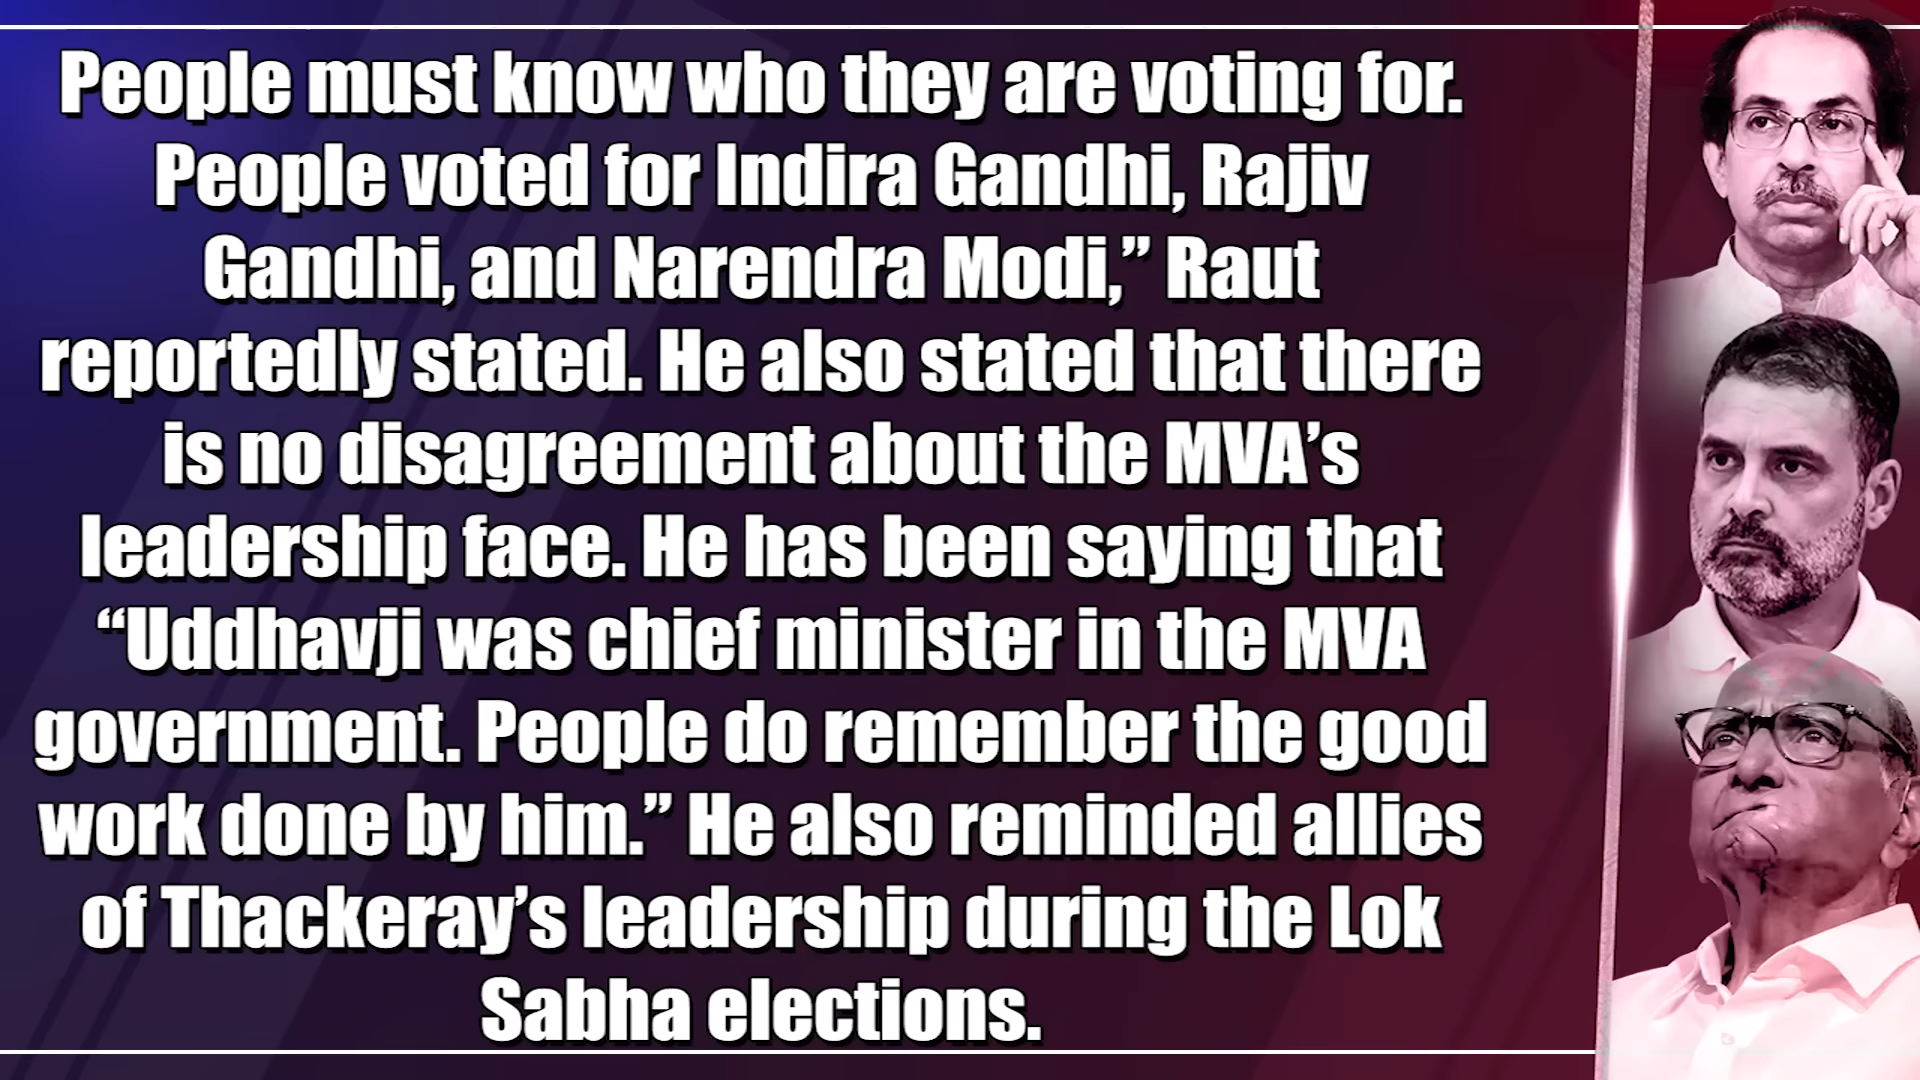 People must know who they are voting for.
People voted for Indira Gandhi, Rajiv
Gandhi, and Narendra Modi,” Raut
reportedly stated. He also stated that there
is no disagreement about the MVA’s
leadership face. He has been saying that
“Uddhavji was chief minister in the MVA
government. People do remember the good
work done by him.” He also reminded allies
of Thackeray’s leadership during the Lok
Sabha elections.